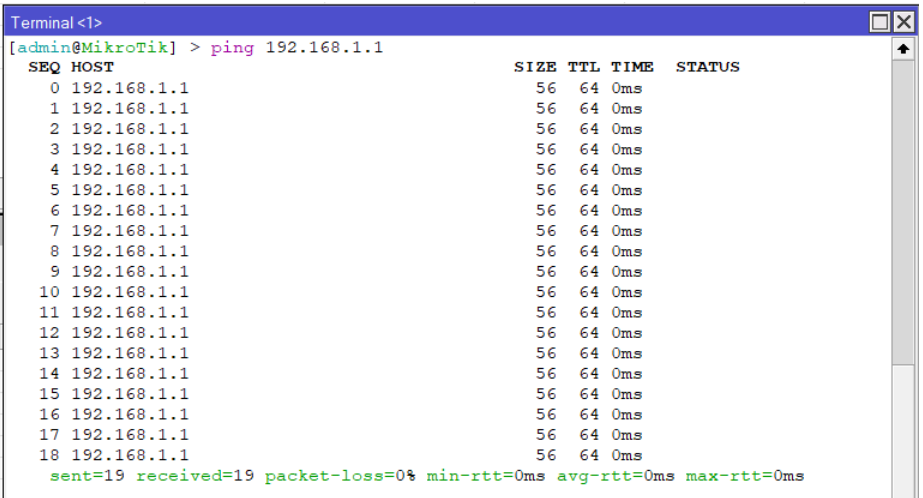 Terminal <1>
[admin@MikroTik] > ping 192.168.1.1
SEQ HOST SIZE TTL TIME STATUS
0 192.168.1.1 56 64 0ms
1 192.168.1.1 56 64 0ms
2 192.168.1.1 56 64 0ms
3 192.168.1.1 56 64 0ms
4 192.168.1.1 56 64 0ms
5 192.168.1.1 56 64 0ms
6 192.168.1.1 56 64 0ms
7 192.168.1.1 56 64 0ms
8 192.168.1.1 56 64 0ms
9 192.168.1.1 56 64 0ms
10 192.168.1.1 56 64 0ms
11 192.168.1.1 56 64 0ms
12 192.168.1.1 56 64 0ms
13 192.168.1.1 56 64 0ms
14 192.168.1.1 56 64 0ms
15 192.168.1.1 56 64 0ms
16 192.168.1.1 56 64 0ms
17 192.168.1.1 56 64 0ms
18 192.168.1.1 56 64 0ms
sent=19 received=19 packet-loss=0% min-rtt=0ms avg-rtt=0ms max-rtt=0ms